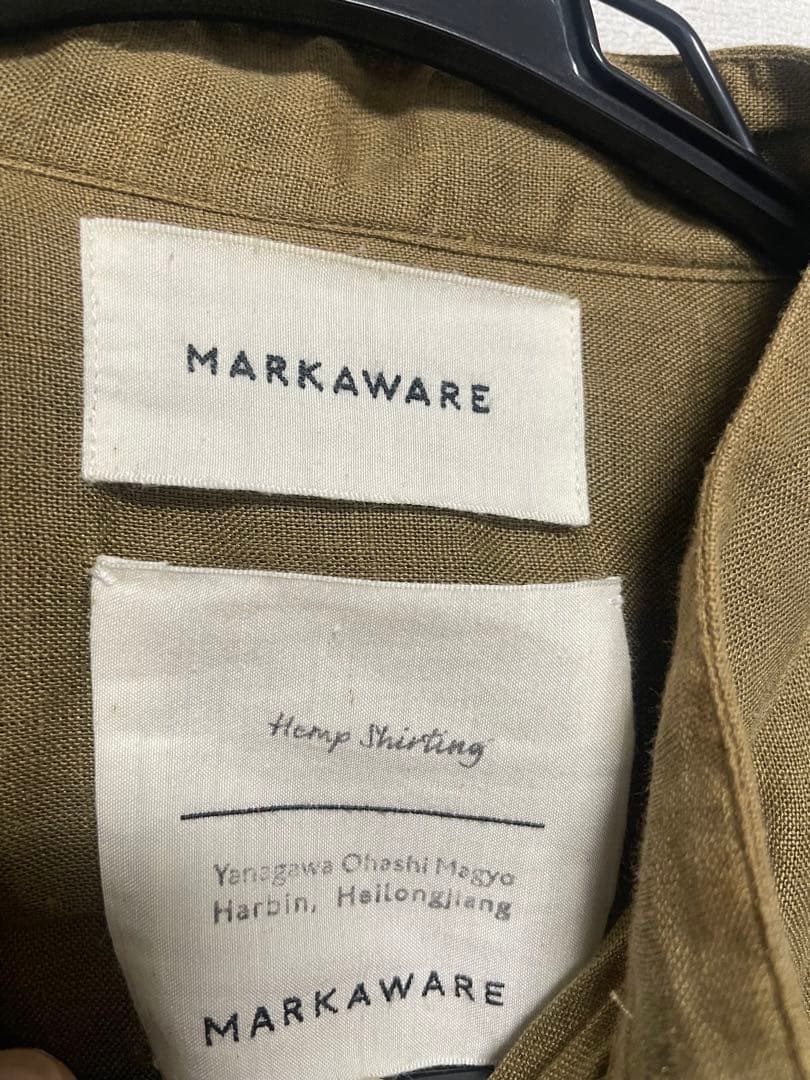 MARKAWARE
Hemp Shirting
Yanagawa Ohashi Magyo
Harbin, Heilongjiang
MARKAWARE